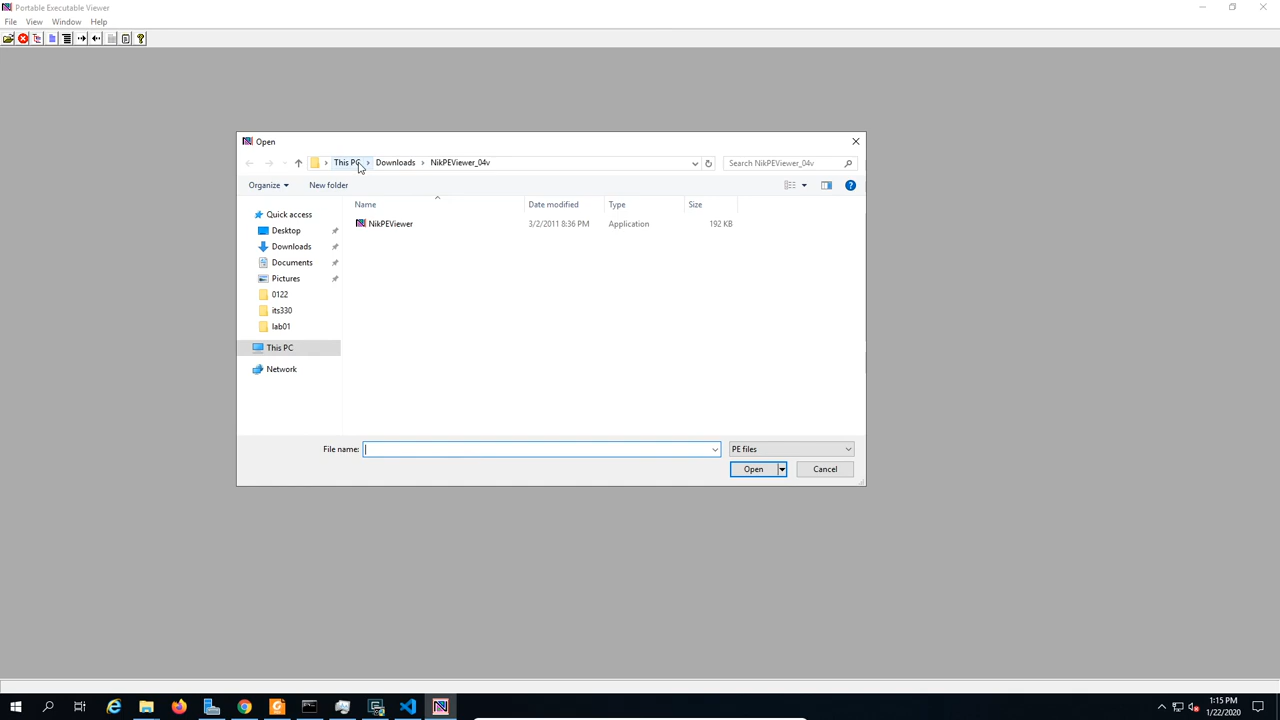 Portable Executable Viewer
File View Window Help
Open
This PC Downloads NikPEViewer_04v Search NikPEViewer_04v
Organize New folder
Name Date modified Type Size
NikPEViewer 3/2/2011 8:36 PM Application 192 KB
Quick access
Desktop
Downloads
Documents
Pictures
0122
its330
lab01
This PC
Network
File name: PE files
Open Cancel
1:15 PM
1/22/2020